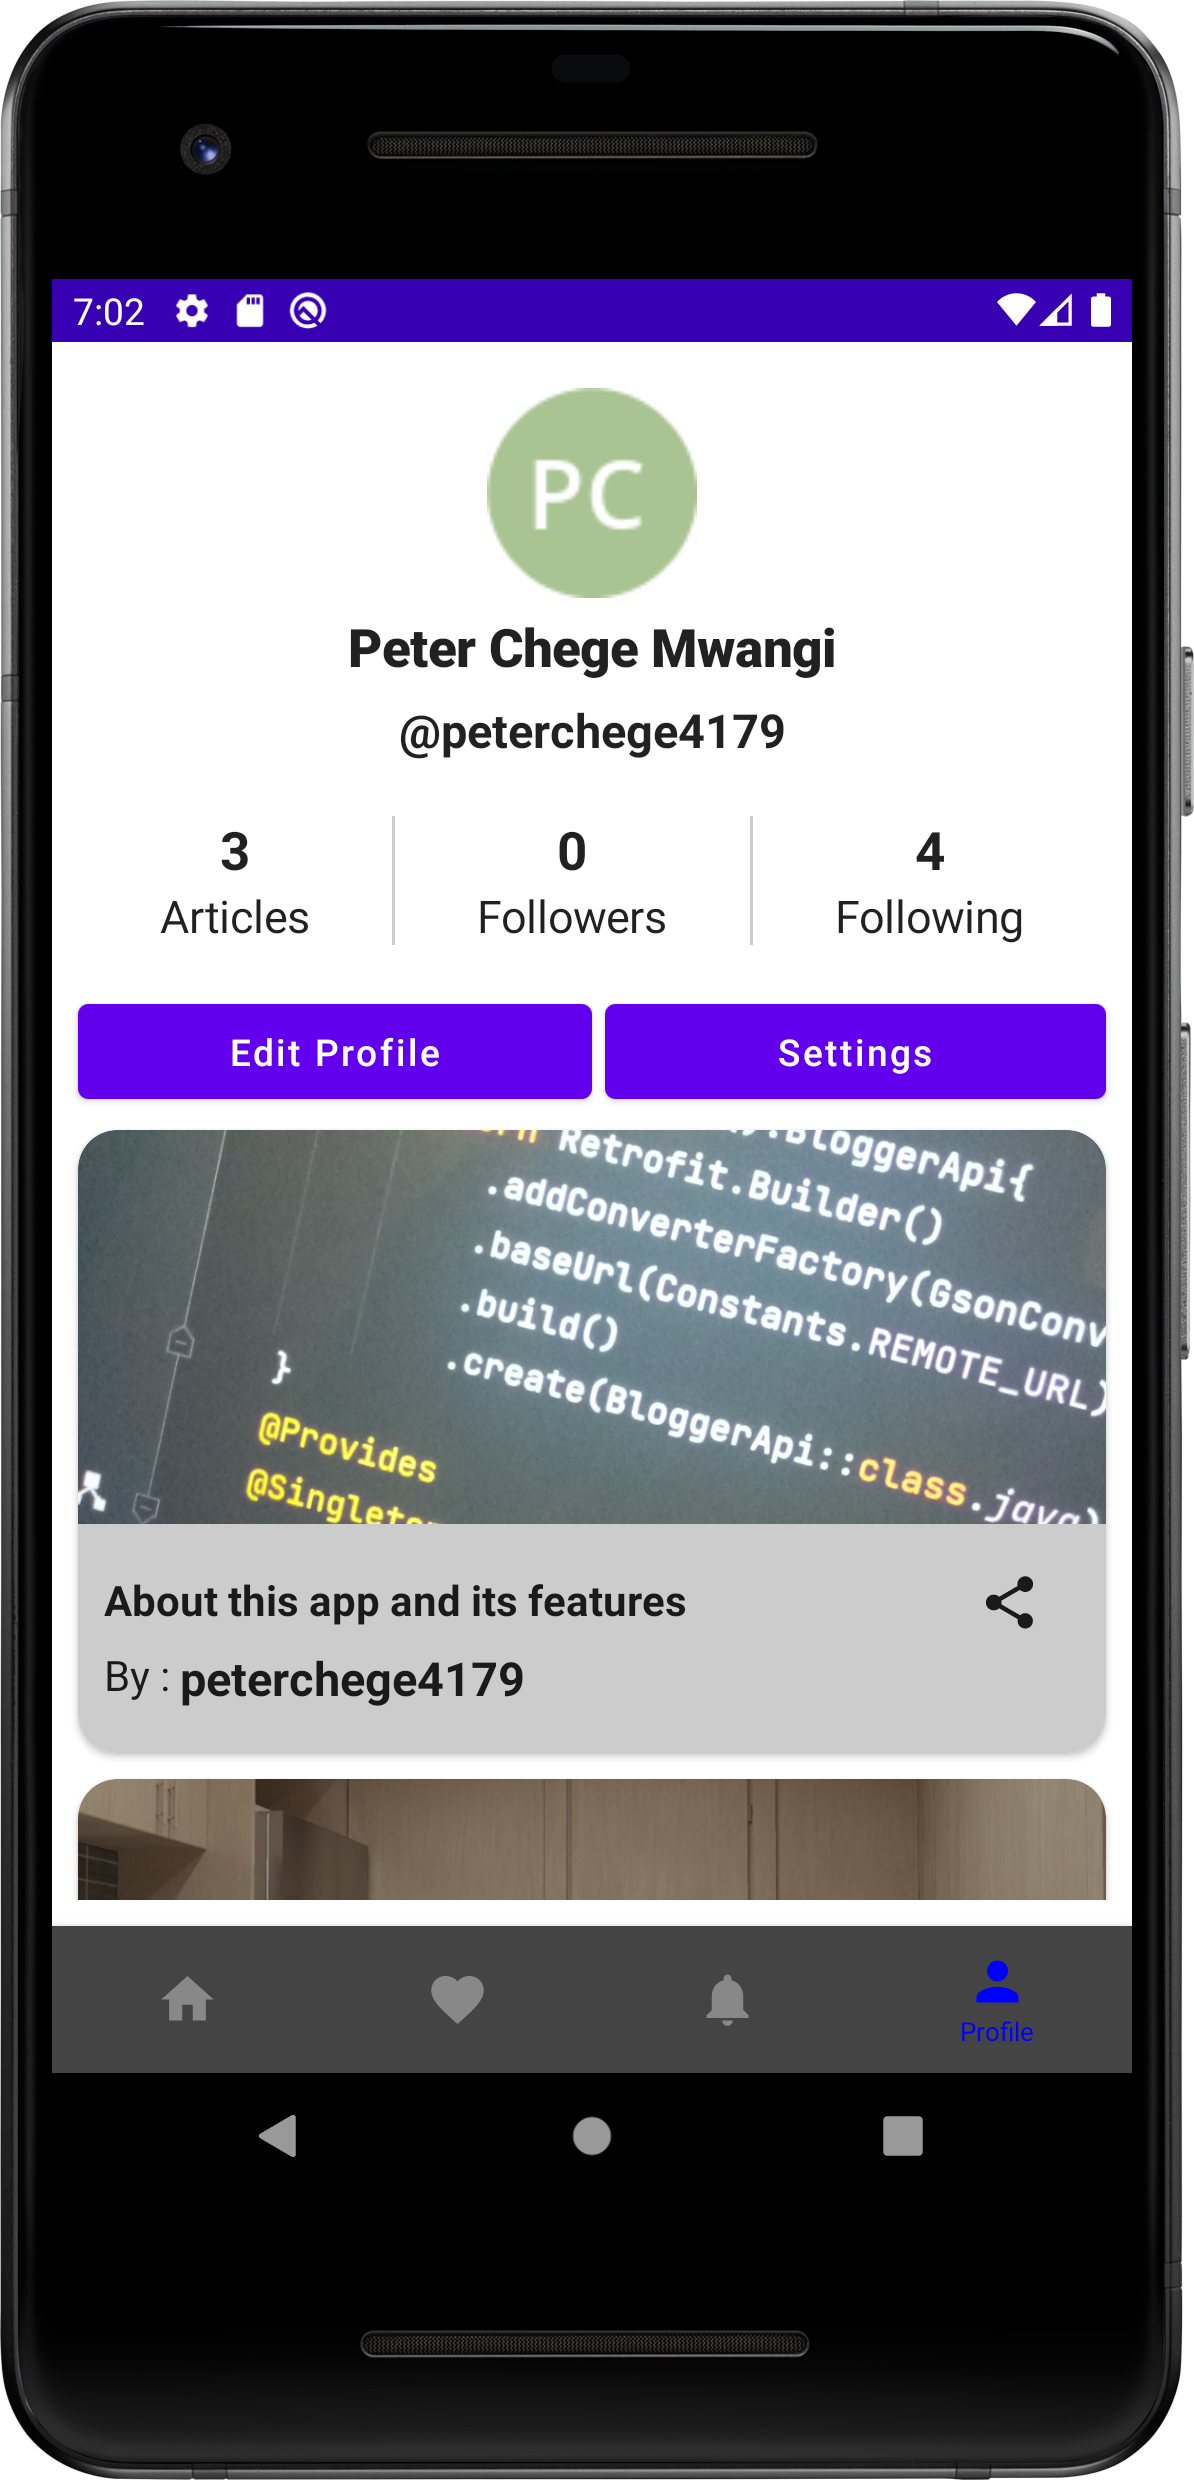 7:02
PC
Peter Chege Mwangi
@peterchege4179
3
Articles
0
Followers
4
Following
Edit Profile
Settings
.BloggerApi{
Retrofit.Builder()
.addConverterFactory(GsonConv
.baseUrl(Constants.REMOTE_URL)
.build()
.create(BloggerApi::class.java)
}
@Provides
@Singleto
About this app and its features
By : peterchege4179
Profile